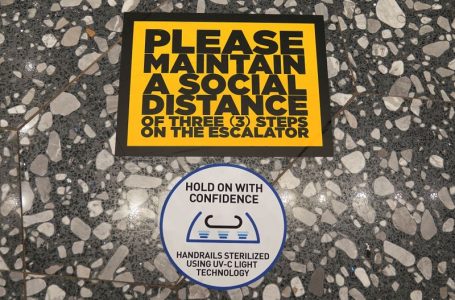 PLEASE
MAINTAIN
A SOCIAL
DISTANCE
OF THREE (3) STEPS
ON THE ESCALATOR
HOLD ON WITH
CONFIDENCE
HANDRAILS STERILIZED
USING UV-C LIGHT
TECHNOLOGY